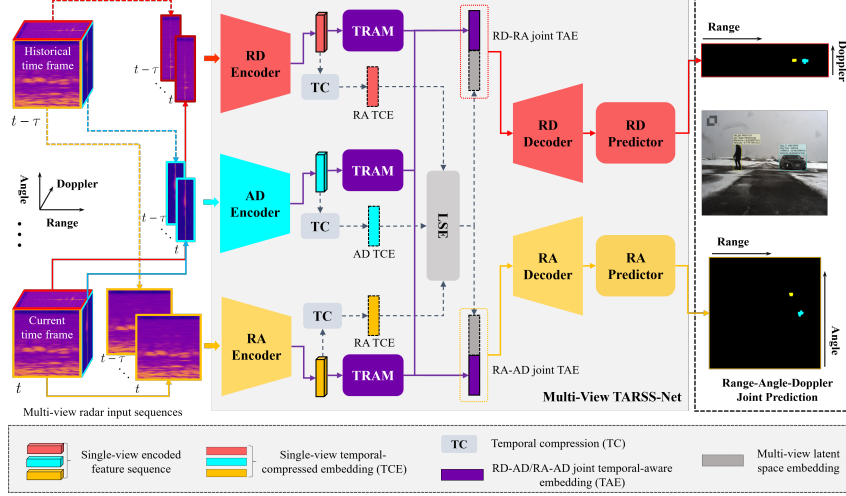 Historical
time frame
t − τ
t − τ
t
Angle
Doppler
Range
t − τ
t
Current
time frame
t
t − τ
t
Multi-view radar input sequences
RD
Encoder
TRAM
TC
RA TCE
AD
Encoder
TRAM
TC
AD TCE
RA
Encoder
TC
RA TCE
TRAM
LSE
RD-RA joint TAE
RD
Decoder
RD
Predictor
RA
Decoder
RA
Predictor
RA-AD joint TAE
Multi-View TARSS-Net
Range
Doppler
Range
Angle
Range-Angle-Doppler
Joint Prediction
Single-view encoded
feature sequence
Single-view temporal-
compressed embedding (TCE)
TC
Temporal compression (TC)
RD-AD/RA-AD joint temporal-aware
embedding (TAE)
Multi-view latent
space embedding